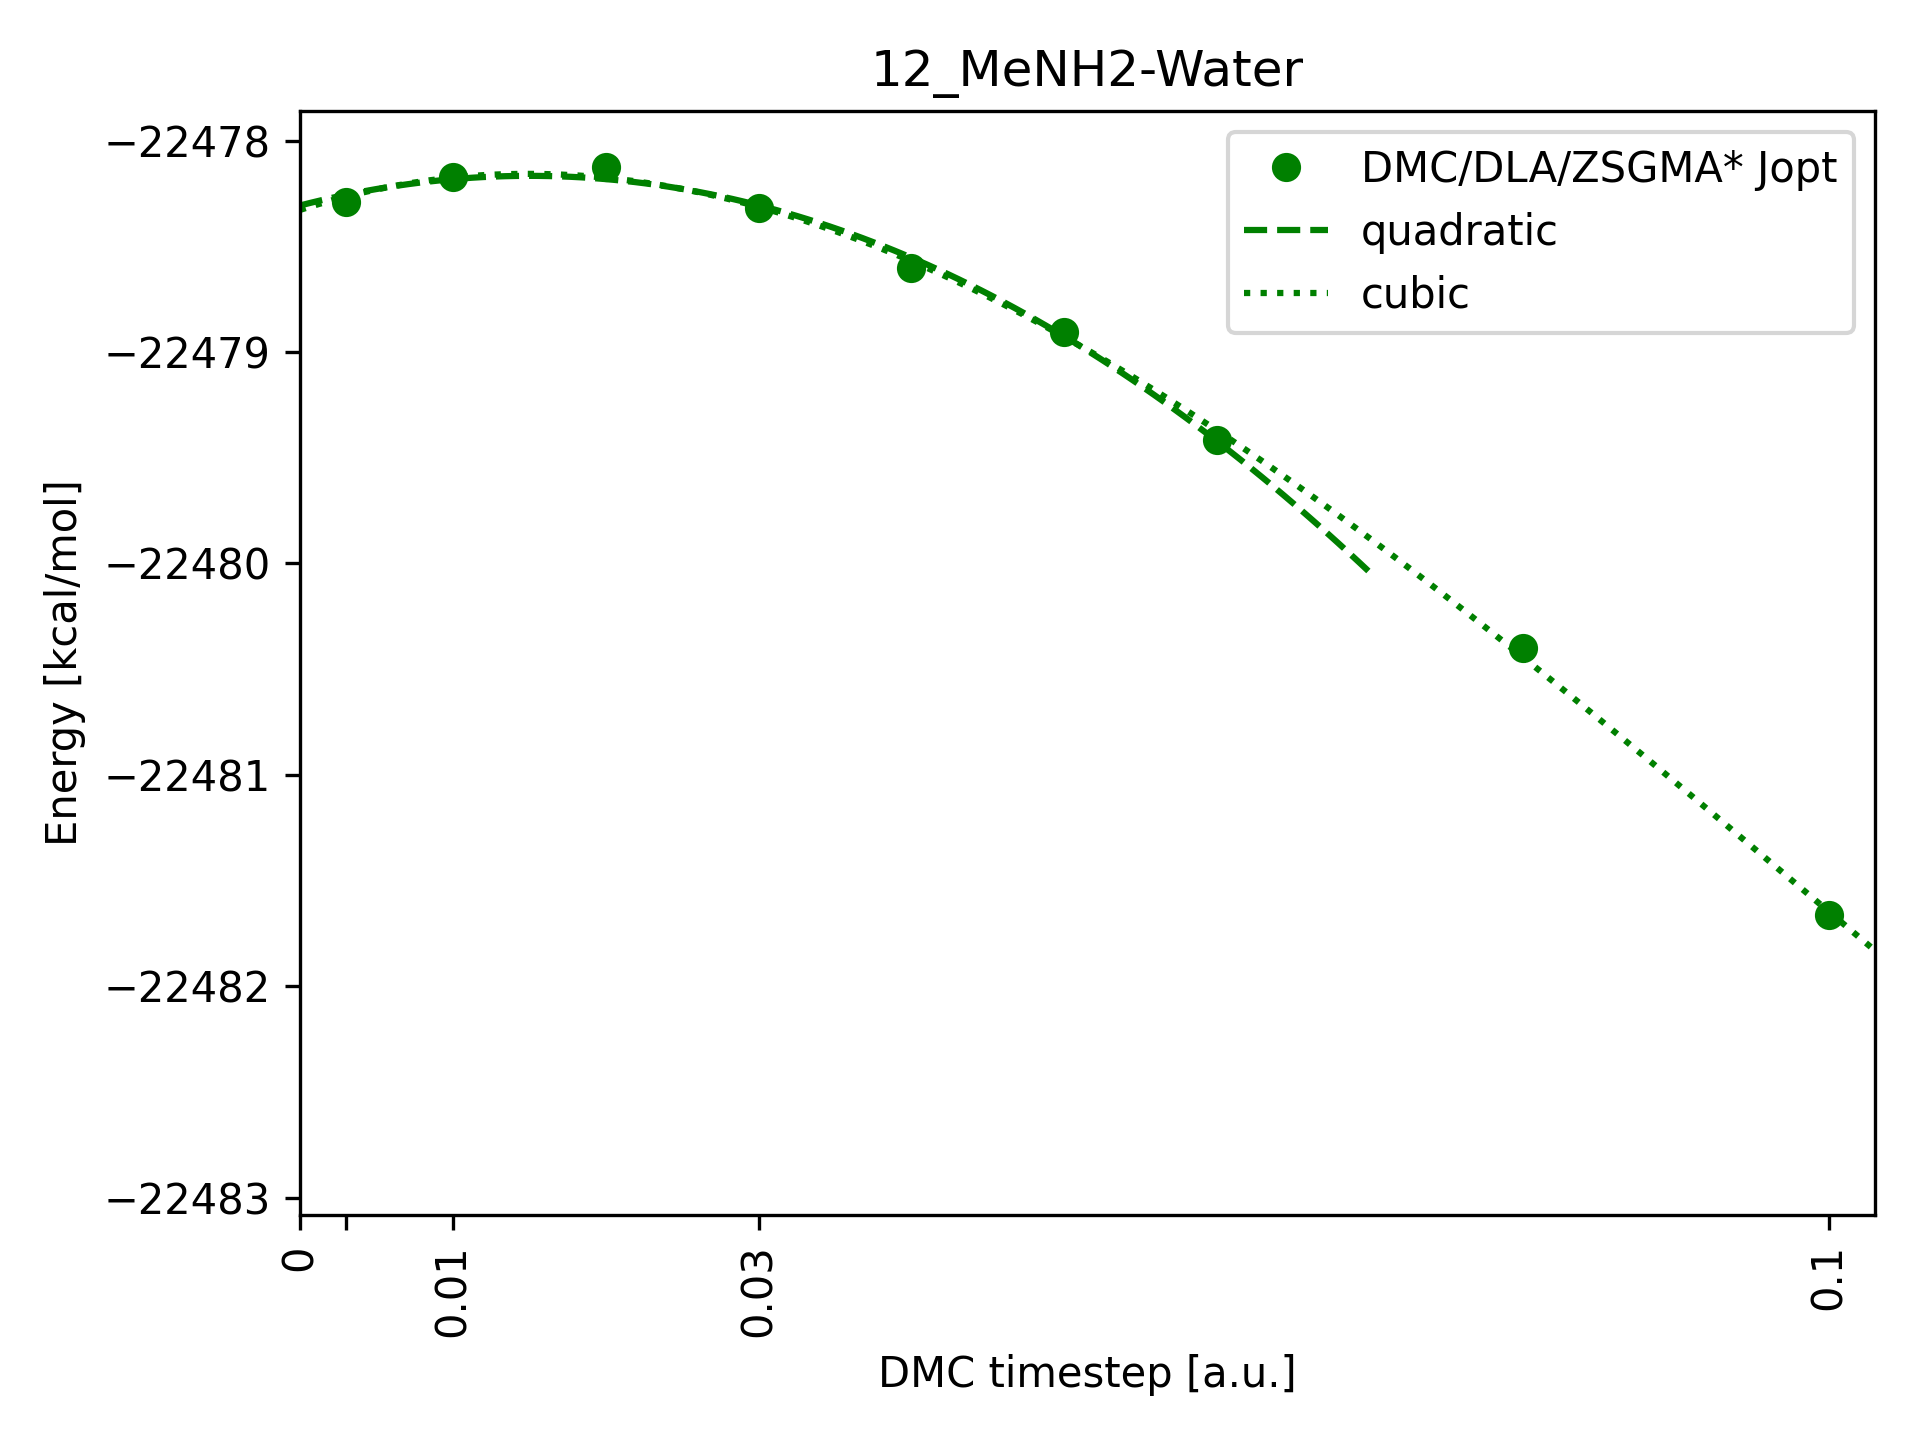 12_MeNH2-Water
DMC/DLA/ZSGMA* Jopt
quadratic
cubic
−22478
−22479
−22480
−22481
−22482
−22483
Energy [kcal/mol]
0
0.01
0.03
0.1
DMC timestep [a.u.]